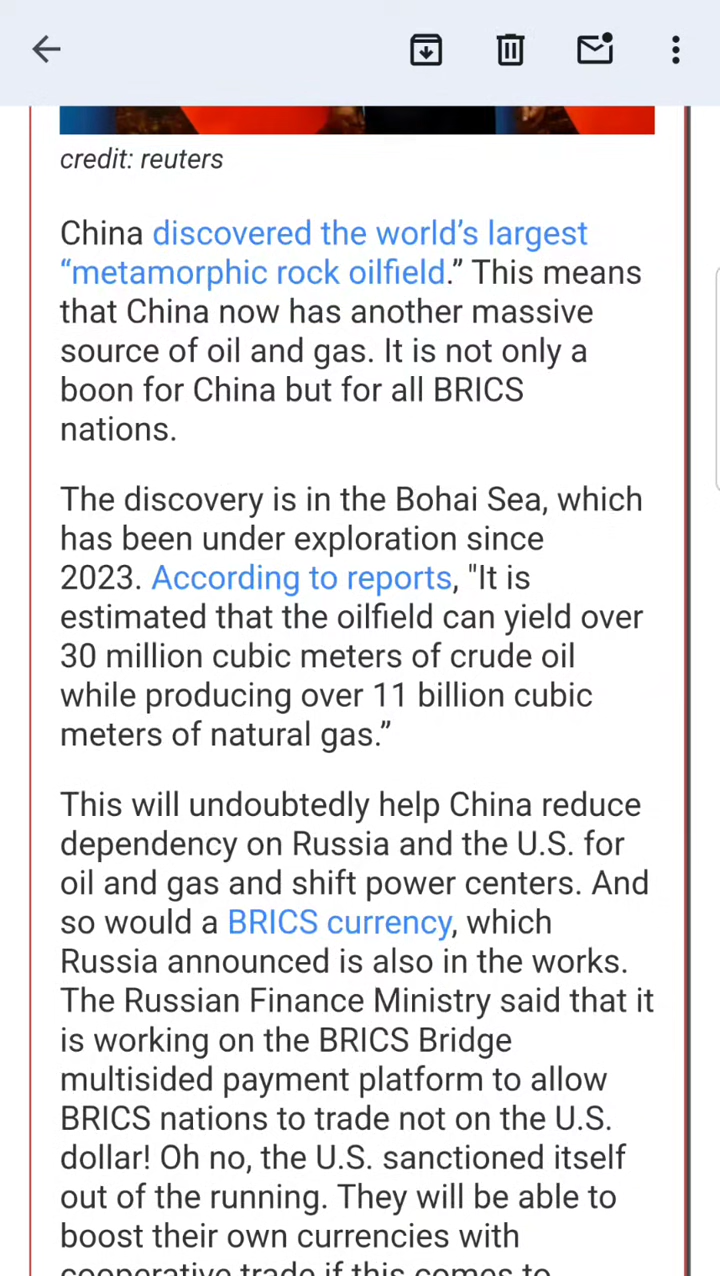 credit: reuters
China discovered the world’s largest
“metamorphic rock oilfield.” This means
that China now has another massive
source of oil and gas. It is not only a
boon for China but for all BRICS
nations.
The discovery is in the Bohai Sea, which
has been under exploration since
2023. According to reports, "It is
estimated that the oilfield can yield over
30 million cubic meters of crude oil
while producing over 11 billion cubic
meters of natural gas.”
This will undoubtedly help China reduce
dependency on Russia and the U.S. for
oil and gas and shift power centers. And
so would a BRICS currency, which
Russia announced is also in the works.
The Russian Finance Ministry said that it
is working on the BRICS Bridge
multisided payment platform to allow
BRICS nations to trade not on the U.S.
dollar! Oh no, the U.S. sanctioned itself
out of the running. They will be able to
boost their own currencies with
cooperative trade if this comes to